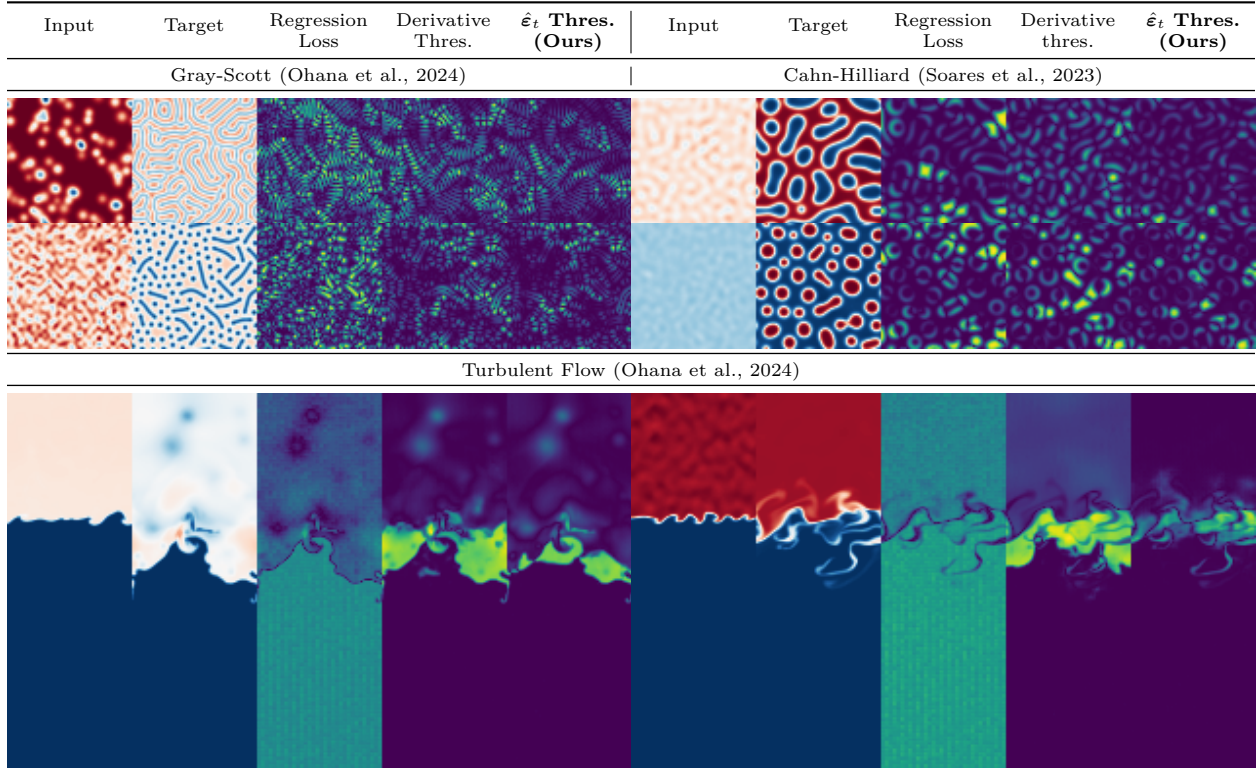 Input Target Regression Loss Derivative Thres. ε̂ₜ Thres. (Ours) Input Target Regression Loss Derivative thres. ε̂ₜ Thres. (Ours)
Gray-Scott (Ohana et al., 2024) Cahn-Hilliard (Soares et al., 2023)
Turbulent Flow (Ohana et al., 2024)